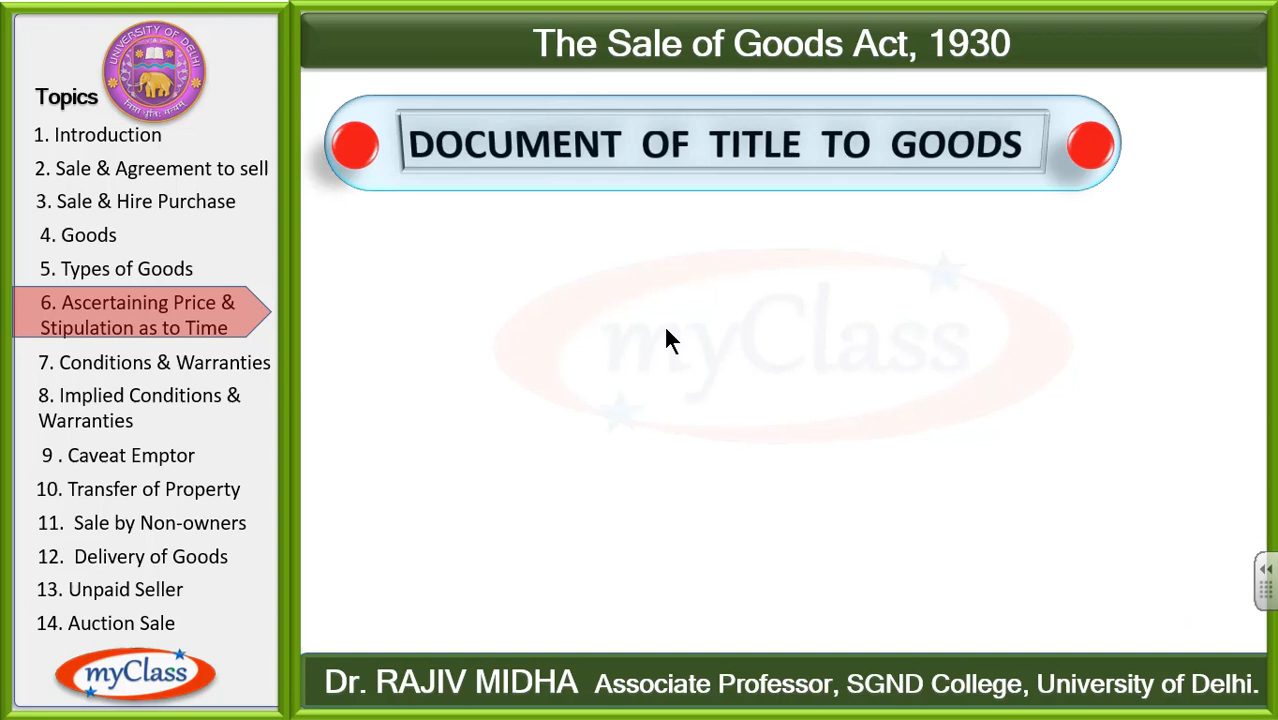 The Sale of Goods Act, 1930
UNIVERSITY OF DELHI
Topics
1. Introduction
2. Sale & Agreement to sell
3. Sale & Hire Purchase
4. Goods
5. Types of Goods
6. Ascertaining Price &
Stipulation as to Time
7. Conditions & Warranties
8. Implied Conditions &
Warranties
9 . Caveat Emptor
10. Transfer of Property
11. Sale by Non-owners
12. Delivery of Goods
13. Unpaid Seller
14. Auction Sale
myClass
DOCUMENT OF TITLE TO GOODS
myClass
Dr. RAJIV MIDHA Associate Professor, SGND College, University of Delhi.